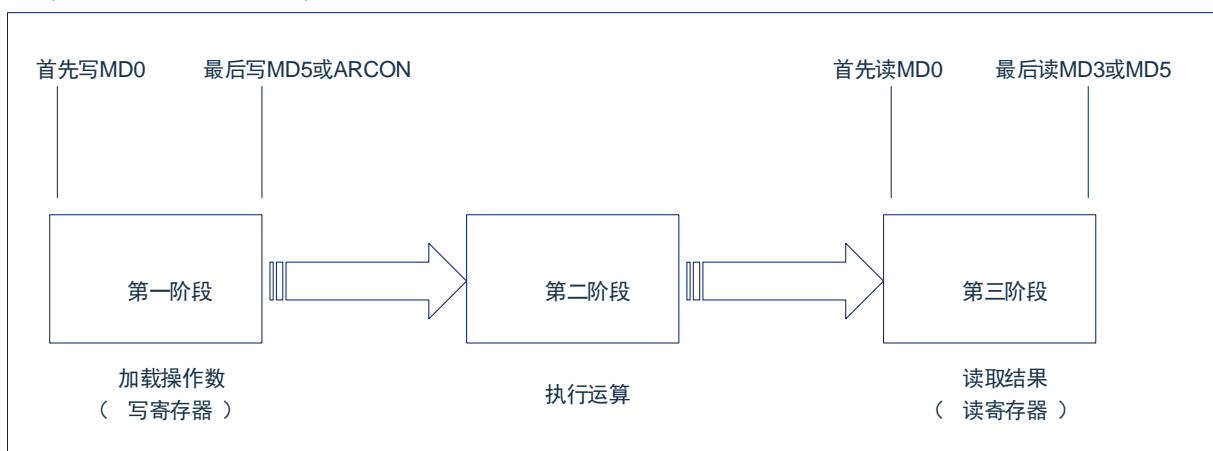 首先写MD0 最后写MD5或ARCON 首先读MD0 最后读MD3或MD5
第一阶段 第二阶段 第三阶段
加载操作数 执行运算 读取结果
（ 写寄存器 ） （ 读寄存器 ）